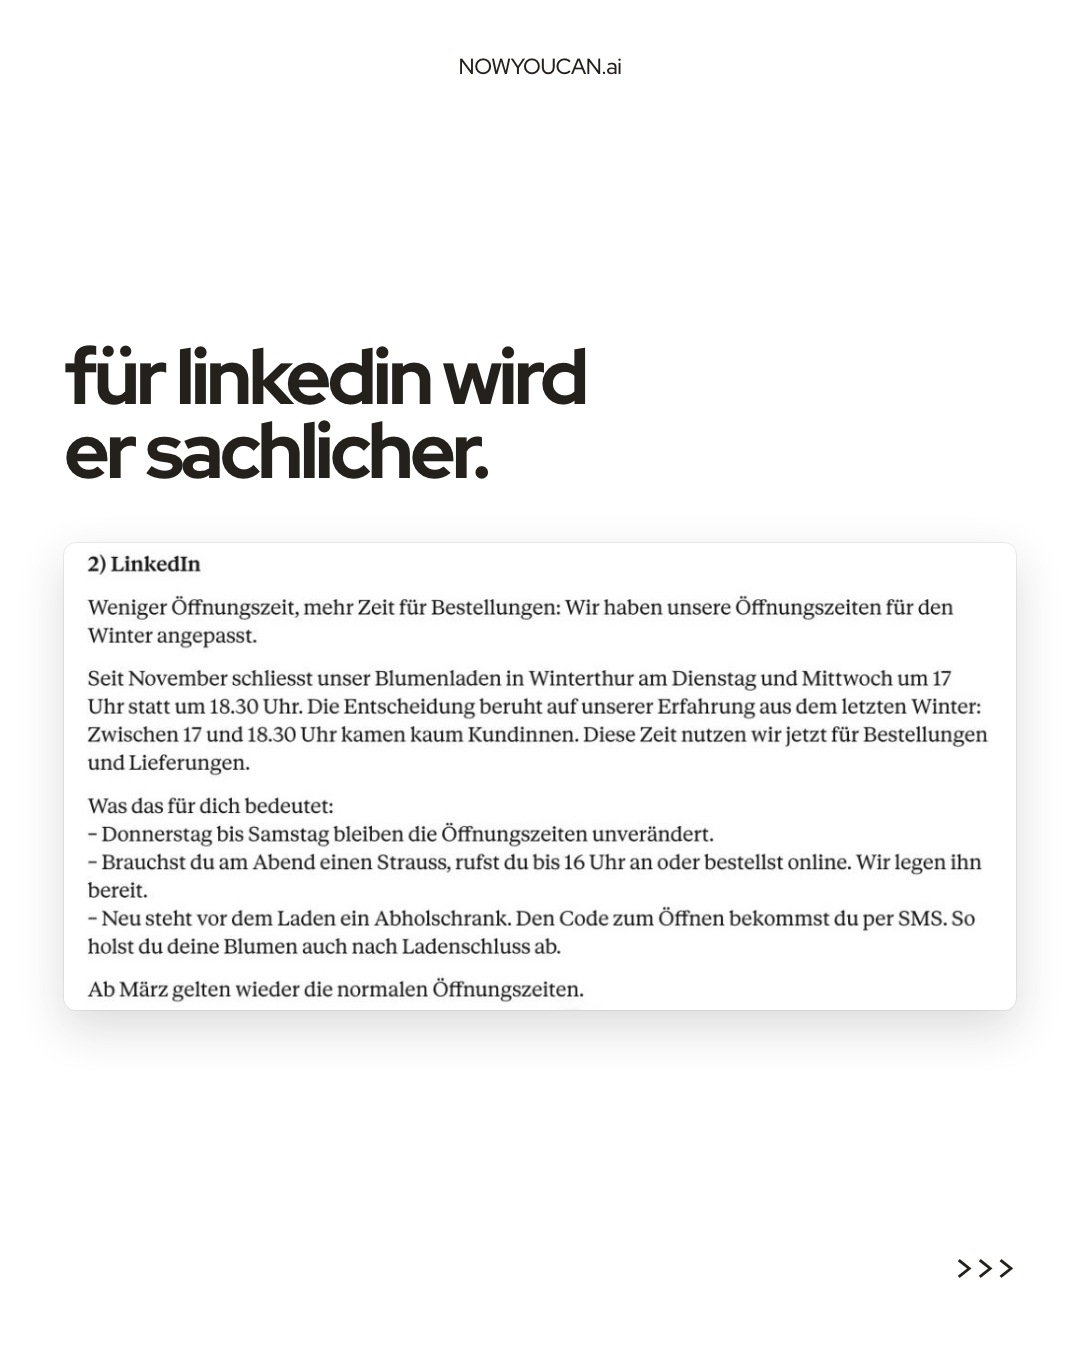 NOWYOUCAN.ai
für linkedin wird
er sachlicher.
2) LinkedIn
Weniger Öffnungszeit, mehr Zeit für Bestellungen: Wir haben unsere Öffnungszeiten für den
Winter angepasst.
Seit November schliesst unser Blumenladen in Winterthur am Dienstag und Mittwoch um 17
Uhr statt um 18.30 Uhr. Die Entscheidung beruht auf unserer Erfahrung aus dem letzten Winter:
Zwischen 17 und 18.30 Uhr kamen kaum Kundinnen. Diese Zeit nutzen wir jetzt für Bestellungen
und Lieferungen.
Was das für dich bedeutet:
– Donnerstag bis Samstag bleiben die Öffnungszeiten unverändert.
– Brauchst du am Abend einen Strauss, rufst du bis 16 Uhr an oder bestellst online. Wir legen ihn
bereit.
– Neu steht vor dem Laden ein Abholschrank. Den Code zum Öffnen bekommst du per SMS. So
holst du deine Blumen auch nach Ladenschluss ab.
Ab März gelten wieder die normalen Öffnungszeiten.
>>>